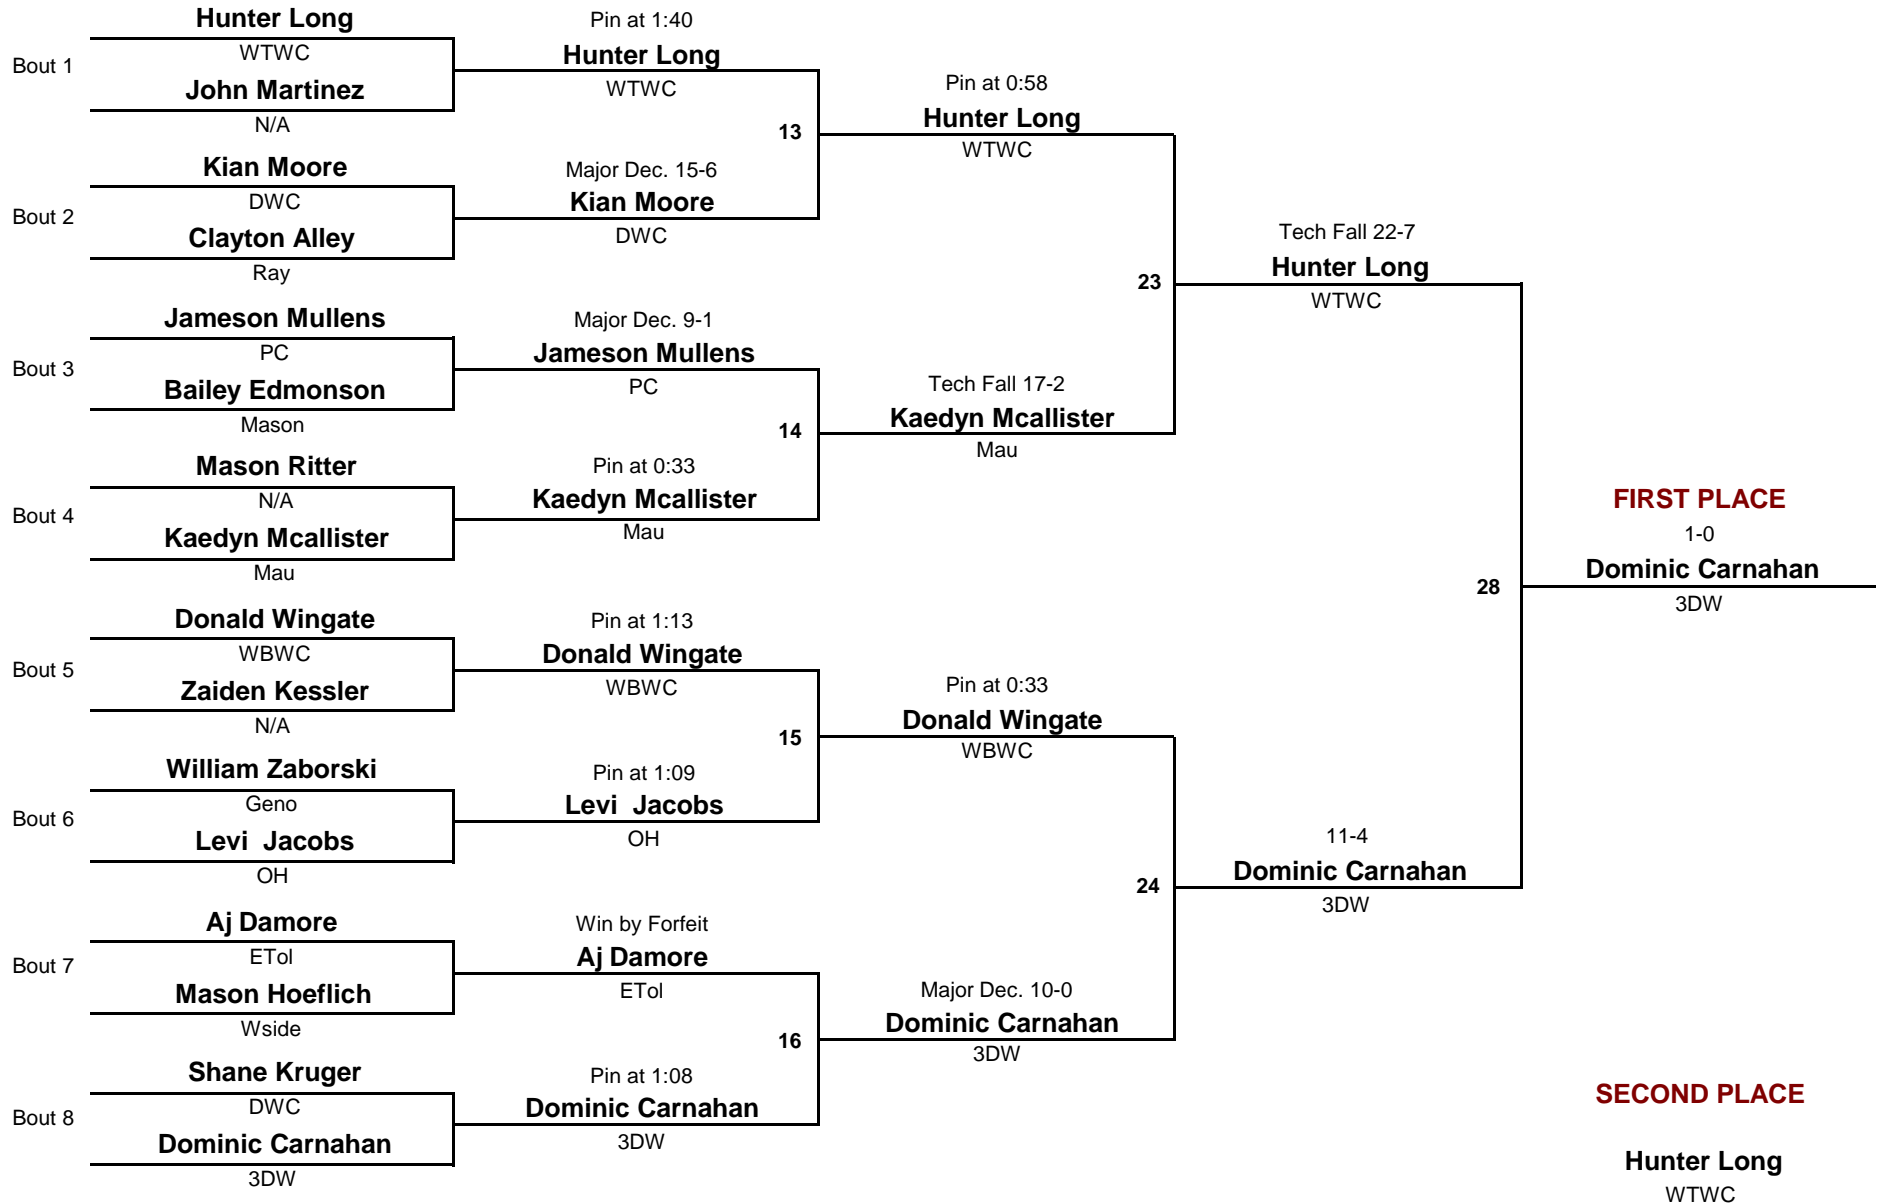 Hunter Long
Bout 1
WTWC
John Martinez
N/A
Kian Moore
Bout 2
DWC
Clayton Alley
Ray
Jameson Mullens
Bout 3
PC
Bailey Edmonson
Mason
Mason Ritter
Bout 4
N/A
Kaedyn Mcallister
Mau
Donald Wingate
Bout 5
WBWC
Zaiden Kessler
N/A
William Zaborski
Bout 6
Geno
Levi  Jacobs
OH
Aj Damore
Bout 7
ETol
Mason Hoeflich
Wside
Shane Kruger
Bout 8
DWC
Dominic Carnahan
3DW
Pin at 1:40
Hunter Long
WTWC
13
Major Dec. 15-6
Kian Moore
DWC
Major Dec. 9-1
Jameson Mullens
PC
14
Pin at 0:33
Kaedyn Mcallister
Mau
Pin at 1:13
Donald Wingate
WBWC
15
Pin at 1:09
Levi  Jacobs
OH
Win by Forfeit
Aj Damore
ETol
16
Pin at 1:08
Dominic Carnahan
3DW
Pin at 0:58
Hunter Long
WTWC
23
Tech Fall 17-2
Kaedyn Mcallister
Mau
Pin at 0:33
Donald Wingate
WBWC
24
Major Dec. 10-0
Dominic Carnahan
3DW
Tech Fall 22-7
Hunter Long
WTWC
28
11-4
Dominic Carnahan
3DW
FIRST PLACE
1-0
Dominic Carnahan
3DW
SECOND PLACE
Hunter Long
WTWC